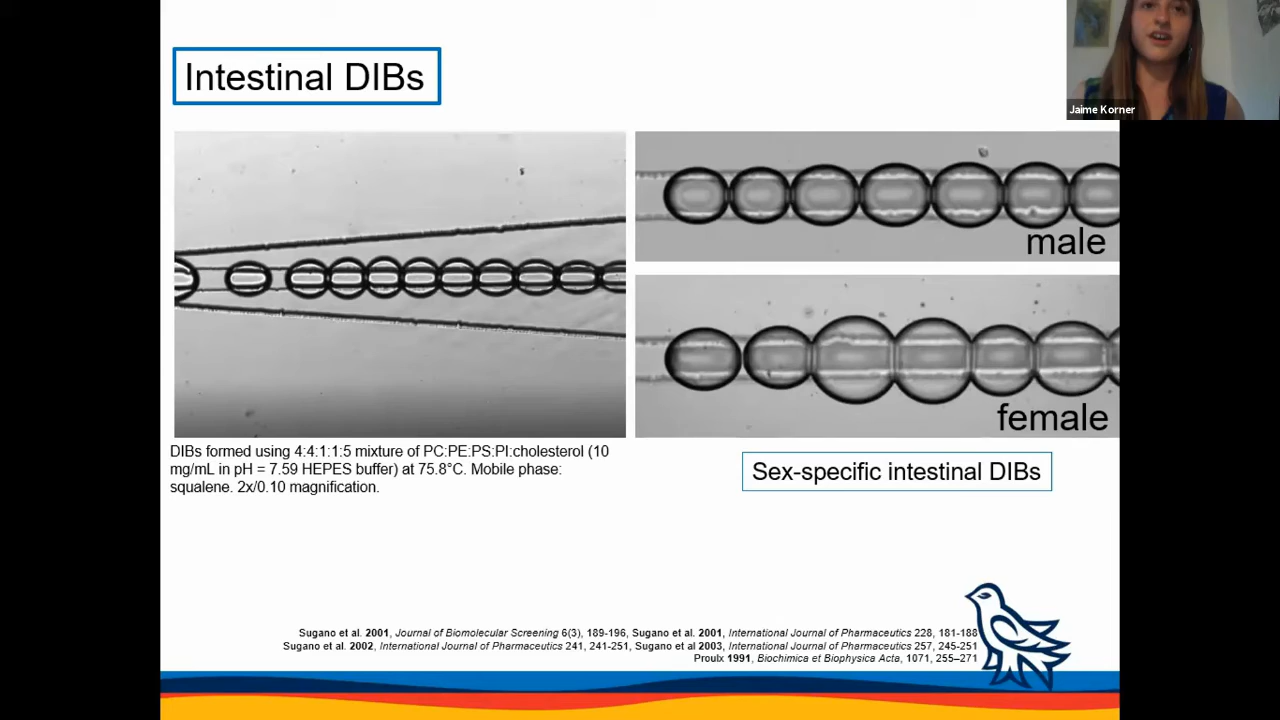 Intestinal DIBs
Jaime Korner
male
female
DIBs formed using 4:4:1:1:5 mixture of PC:PE:PS:PI:cholesterol (10
mg/mL in pH = 7.59 HEPES buffer) at 75.8°C. Mobile phase:
squalene. 2x/0.10 magnification.
Sex-specific intestinal DIBs
Sugano et al. 2001, Journal of Biomolecular Screening 6(3), 189-196, Sugano et al. 2001, International Journal of Pharmaceutics 228, 181-188
Sugano et al. 2002, International Journal of Pharmaceutics 241, 241-251, Sugano et al 2003, International Journal of Pharmaceutics 257, 245-251
Proulx 1991, Biochimica et Biophysica Acta, 1071, 255–271